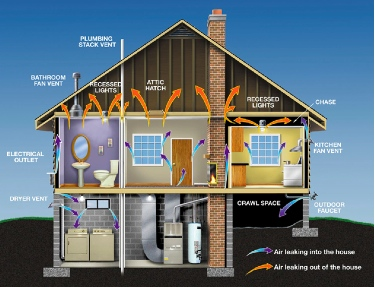 PLUMBING
STACK VENT
BATHROOM
FAN VENT
RECESSED
LIGHTS
ATTIC
HATCH
RECESSED
LIGHTS
CHASE
ELECTRICAL
OUTLET
KITCHEN
FAN VENT
DRYER VENT
CRAWL SPACE
OUTDOOR
FAUCET
Air leaking into the house
Air leaking out of the house